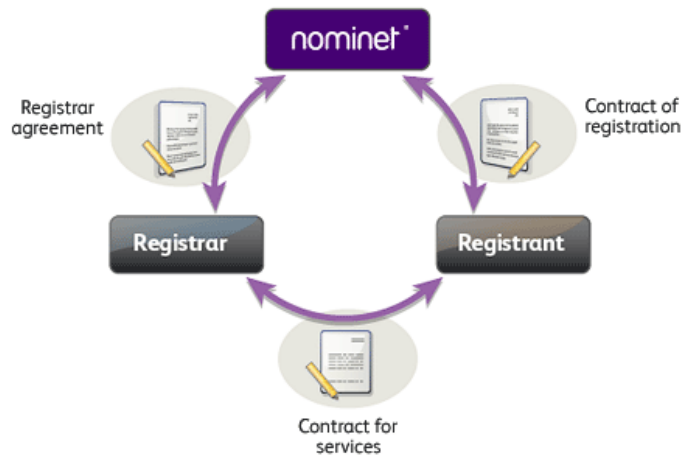 nominet
Registrar
agreement
Contract of
registration
Registrar
Registrant
Contract for
services